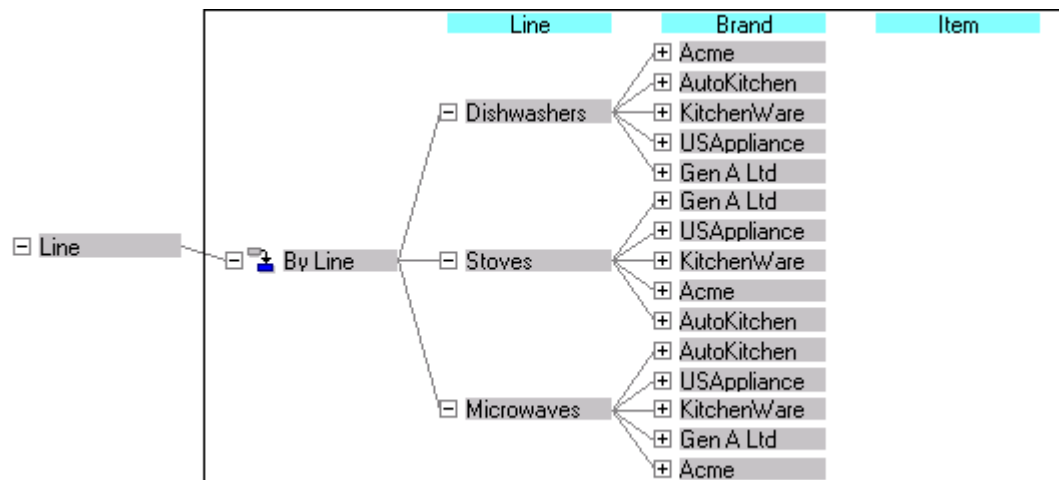 Line Brand Item
Acme
AutoKitchen
Dishwashers KitchenWare
USAppliance
Gen A Ltd
Gen A Ltd
USAppliance
Line By Line Stoves KitchenWare
Acme
AutoKitchen
AutoKitchen
USAppliance
Microwaves KitchenWare
Gen A Ltd
Acme